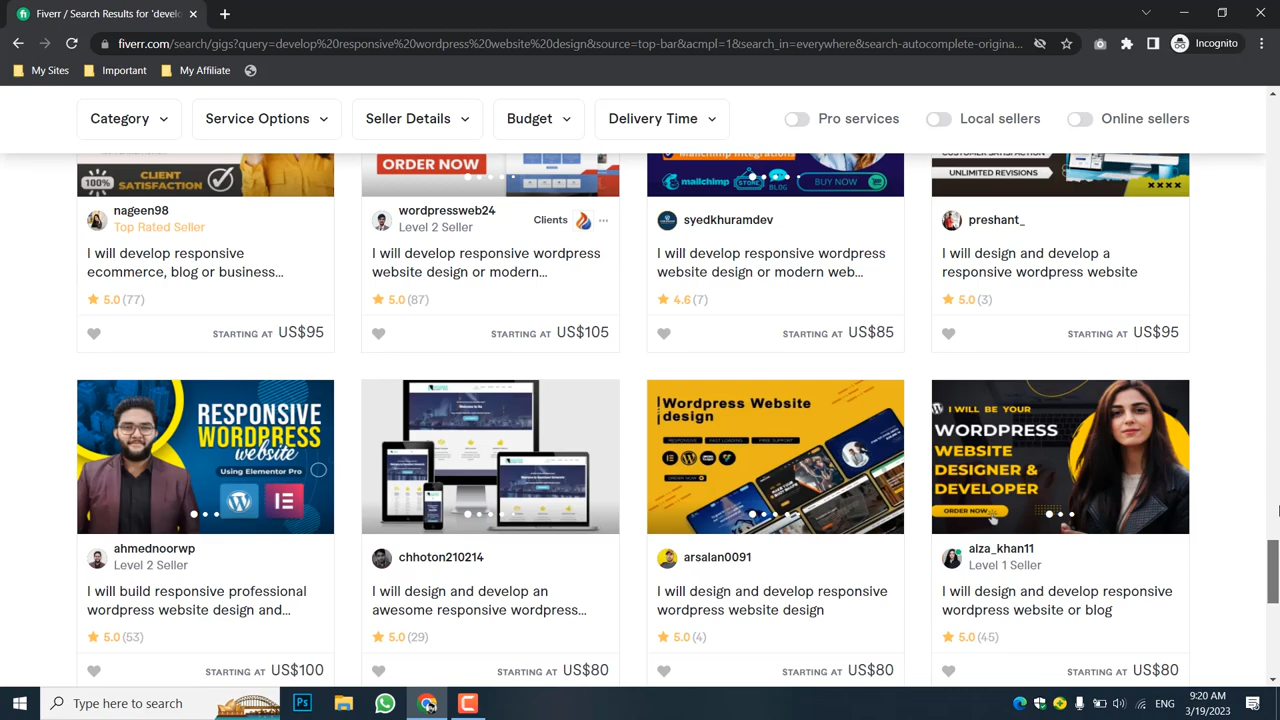 Fiverr / Search Results for 'develo
fiverr.com/search/gigs?query=develop%20responsive%20wordpress%20website%20design&source=top-bar&acmpl=1&search_in=everywhere&search-autocomplete-origina...
Incognito
My Sites
Important
My Affiliate
Category
Service Options
Seller Details
Budget
Delivery Time
Pro services
Local sellers
Online sellers
100%
CLIENT
SATISFACTION
ORDER NOW
mailchimp
STORE
BLOG
BUY NOW
UNLIMITED REVISIONS
nageen98
Top Rated Seller
I will develop responsive
ecommerce, blog or business...
5.0 (77)
STARTING AT US$95
wordpressweb24
Level 2 Seller
Clients
I will develop responsive wordpress
website design or modern...
5.0 (87)
STARTING AT US$105
syedkhuramdev
I will develop responsive wordpress
website design or modern web...
4.6 (7)
STARTING AT US$85
preshant_
I will design and develop a
responsive wordpress website
5.0 (3)
STARTING AT US$95
RESPONSIVE
WORDPRESS
website
Using Elementor Pro
ahmednoorwp
Level 2 Seller
I will build responsive professional
wordpress website design and...
5.0 (53)
STARTING AT US$100
chhoton210214
I will design and develop an
awesome responsive wordpress...
5.0 (29)
STARTING AT US$80
Wordpress Website
design
RESPONSIVE
FAST LOADING
FREE SUPPORT
ORDER NOW
arsalan0091
I will design and develop responsive
wordpress website design
5.0 (4)
STARTING AT US$80
I WILL BE YOUR
WORDPRESS
WEBSITE
DESIGNER &
DEVELOPER
ORDER NOW
aiza_khan11
Level 1 Seller
I will design and develop responsive
wordpress website or blog
5.0 (45)
STARTING AT US$80
Type here to search
Ps
ENG
9:20 AM
3/19/2023